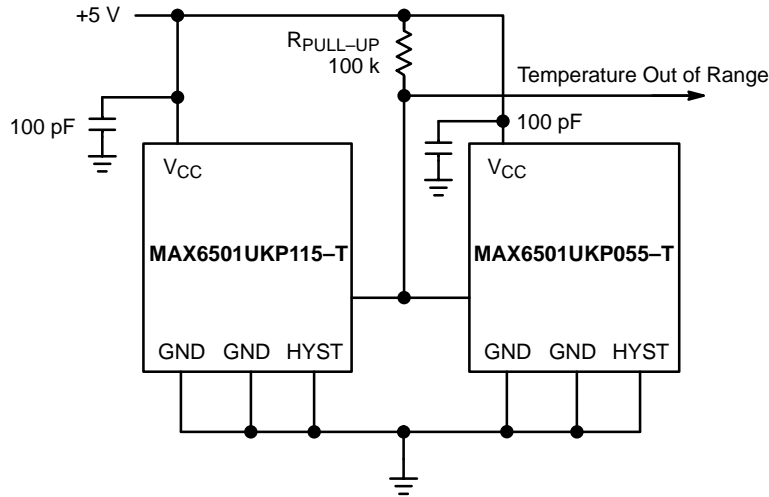 +5 V
RPULL–UP
100 k
Temperature Out of Range
100 pF
100 pF
VCC
VCC
MAX6501UKP115–T
MAX6501UKP055–T
GND GND HYST
GND GND HYST